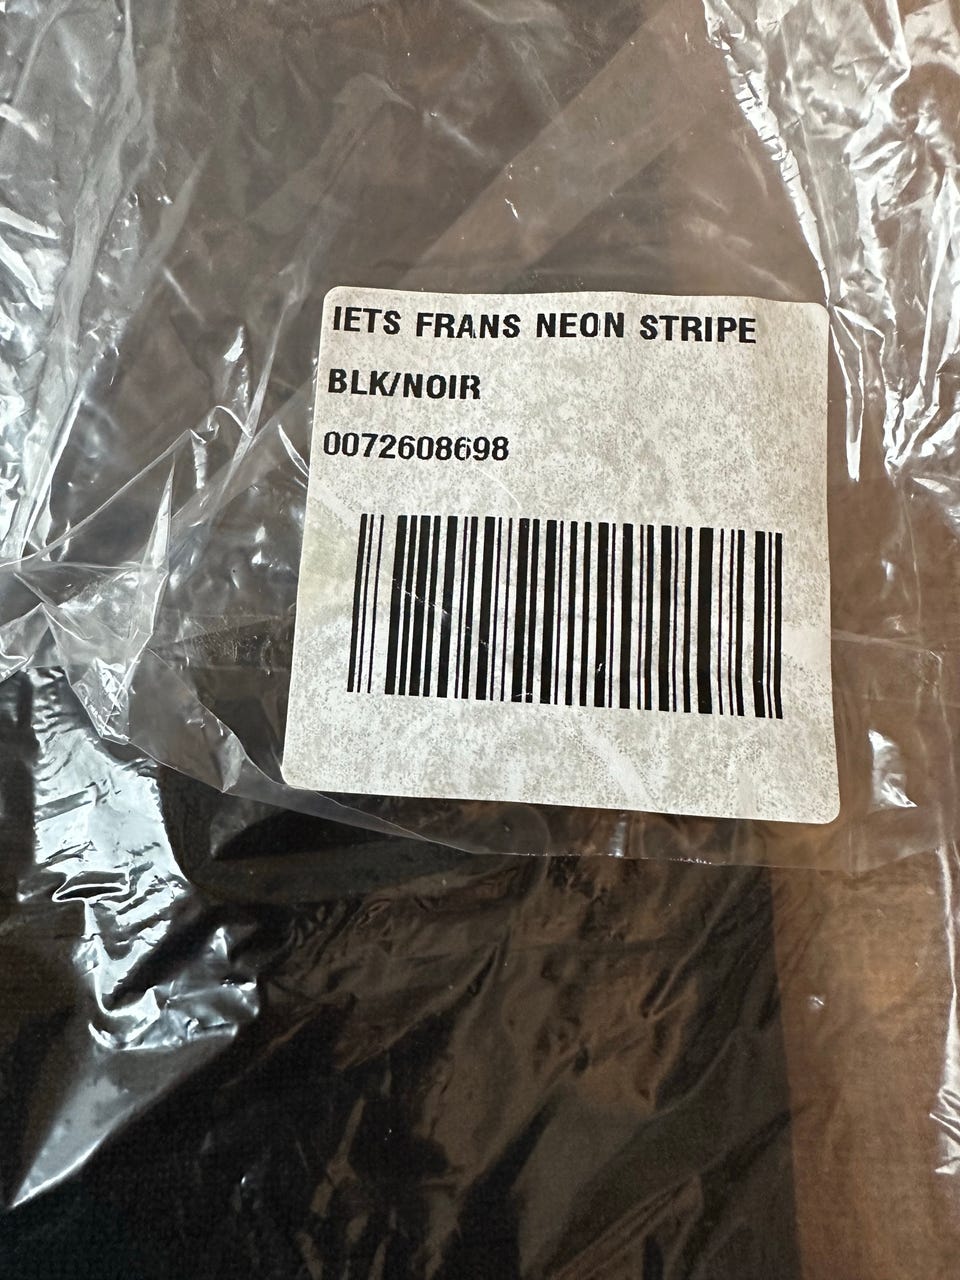 IETS FRANS NEON STRIPE
BLK/NOIR
0072608698